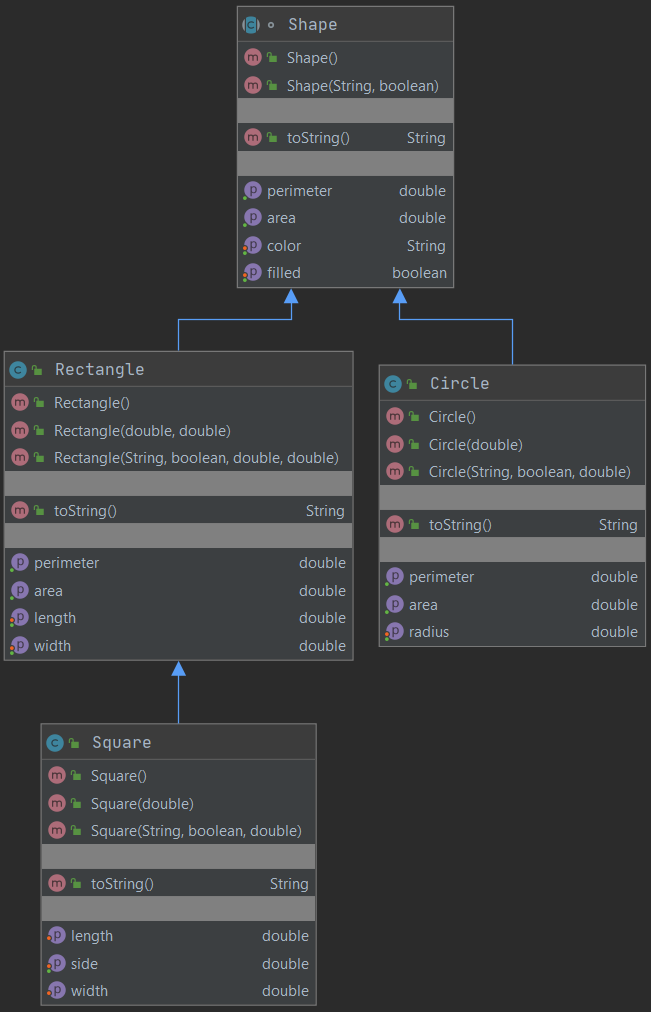 Shape
Shape()
Shape(String, boolean)
toString() String
perimeter double
area double
color String
filled boolean
Rectangle
Rectangle()
Rectangle(double, double)
Rectangle(String, boolean, double, double)
toString() String
perimeter double
area double
length double
width double
Circle
Circle()
Circle(double)
Circle(String, boolean, double)
toString() String
perimeter double
area double
radius double
Square
Square()
Square(double)
Square(String, boolean, double)
toString() String
length double
side double
width double